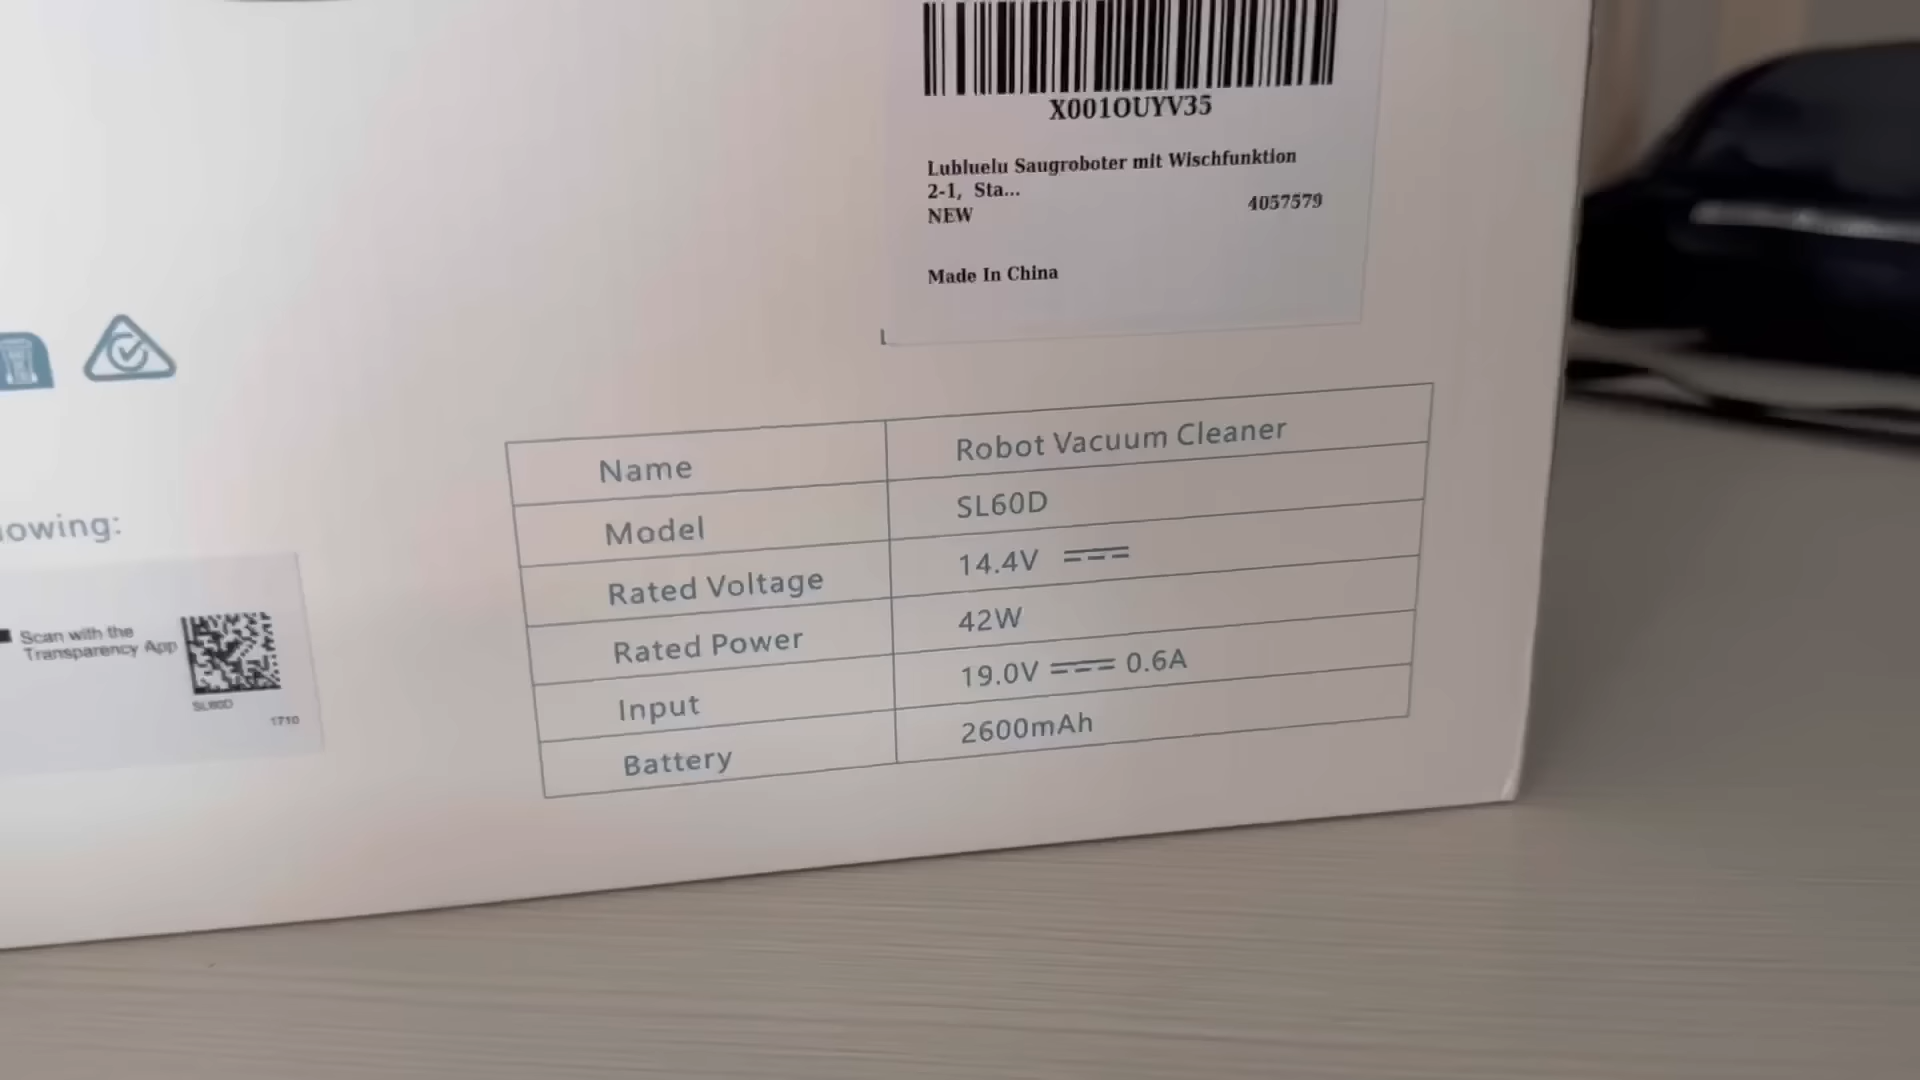 X001OUYV35
Lubluelu Saugroboter mit Wischfunktion
2-1, Sta...
NEW 4057579
Made In China
Name Robot Vacuum Cleaner
Model SL60D
Rated Voltage 14.4V
Rated Power 42W
Input 19.0V 0.6A
Battery 2600mAh
owing:
Scan with the
Transparency App
SL60D
1710